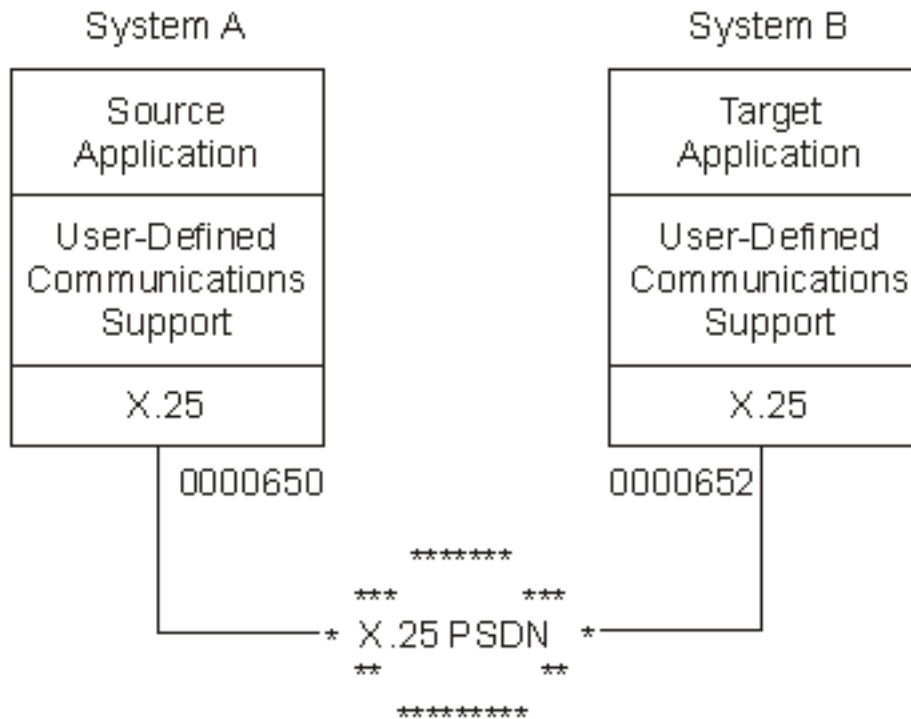 System A
System B
Source
Application
User-Defined
Communications
Support
X.25
Target
Application
User-Defined
Communications
Support
X.25
0000650
0000652
*******
*** ***
* X.25 PSDN *
** **
*********